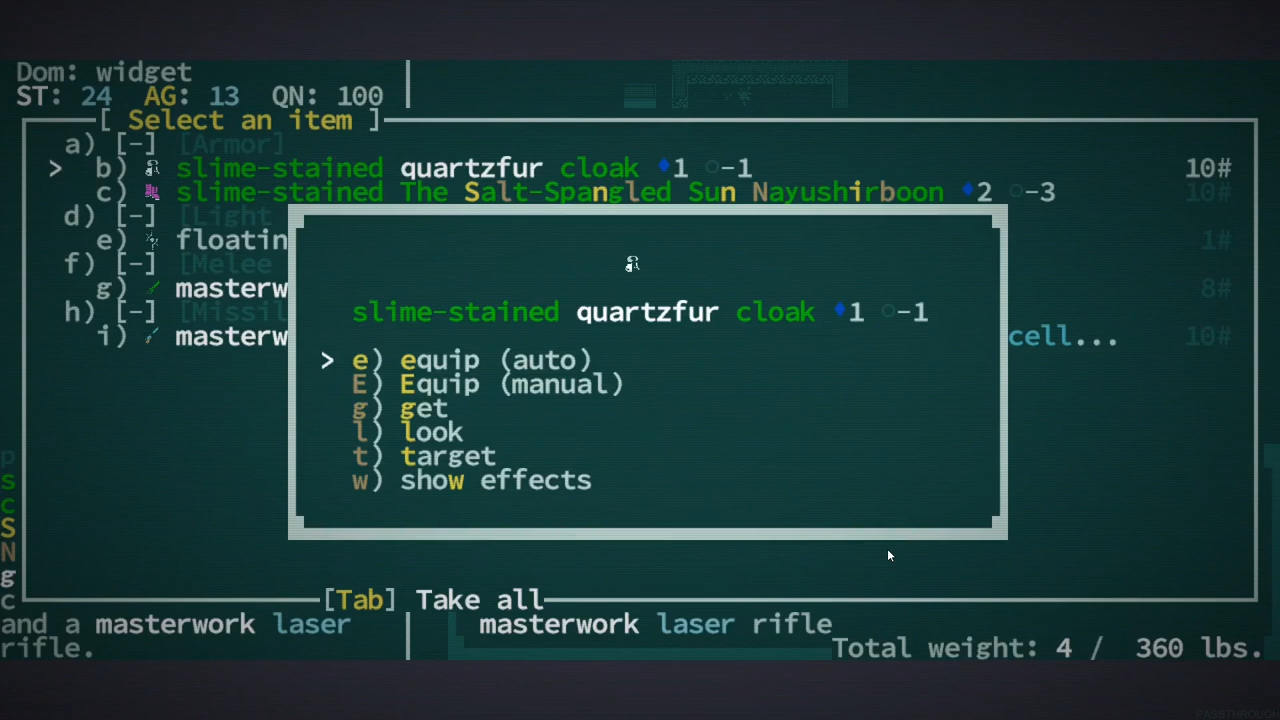 Dom: widget
ST: 24 AG: 13 QN: 100
[ Select an item ]
a) [-] [Armor]
> b) slime-stained quartzfur cloak ♦1 ○-1 10#
c) slime-stained The Salt-Spangled Sun Nayushirboon ♦2 ○-3 10#
d) [-] [Light
e) floatin 1#
f) [-] [Melee
g) masterw 8#
h) [-] [Missil
i) masterw cell... 10#
slime-stained quartzfur cloak ♦1 ○-1
> e) equip (auto)
E) Equip (manual)
g) get
l) look
t) target
w) show effects
p
s
c
S
N
g
c
[Tab] Take all
and a masterwork laser
rifle.
masterwork laser rifle
Total weight: 4 / 360 lbs.
PASSTHROUGH